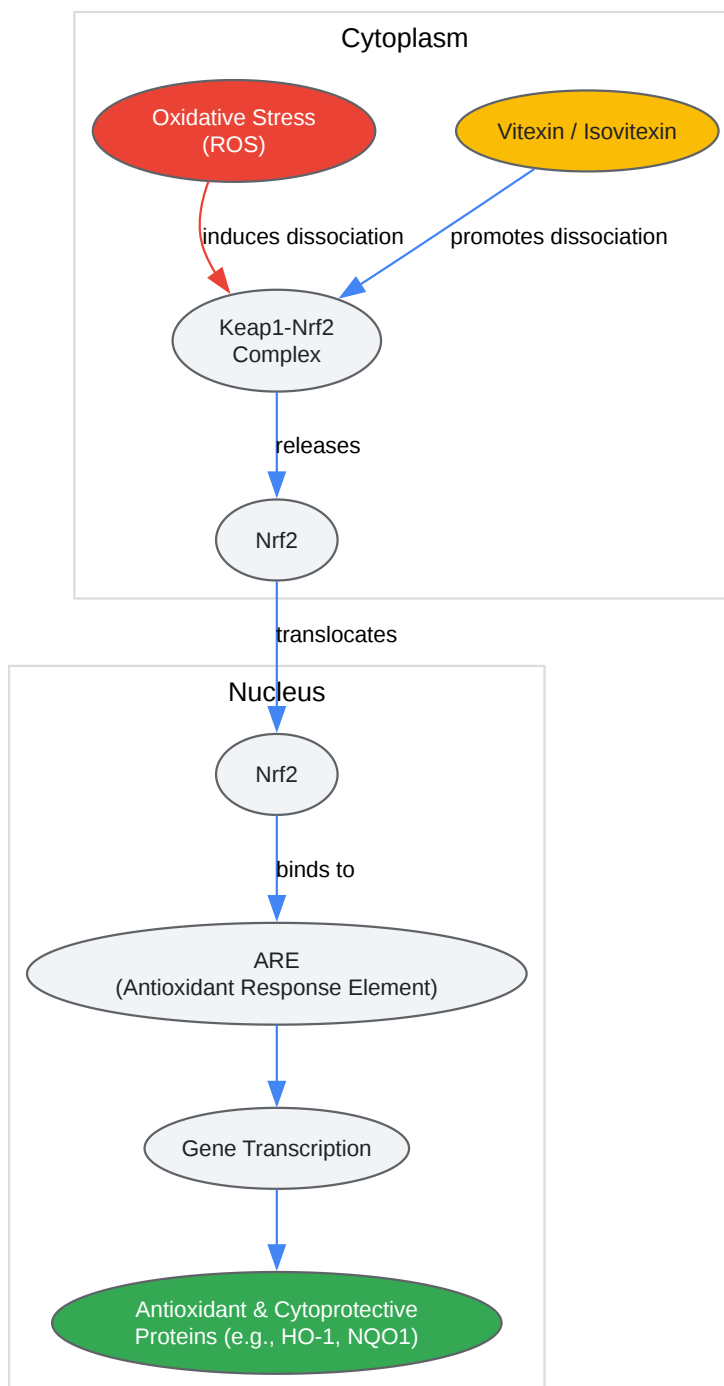 Cytoplasm
Oxidative Stress
(ROS)
Vitexin / Isovitexin
induces dissociation
promotes dissociation
Keap1-Nrf2
Complex
releases
Nrf2
translocates
Nucleus
Nrf2
binds to
ARE
(Antioxidant Response Element)
Gene Transcription
Antioxidant & Cytoprotective
Proteins (e.g., HO-1, NQO1)